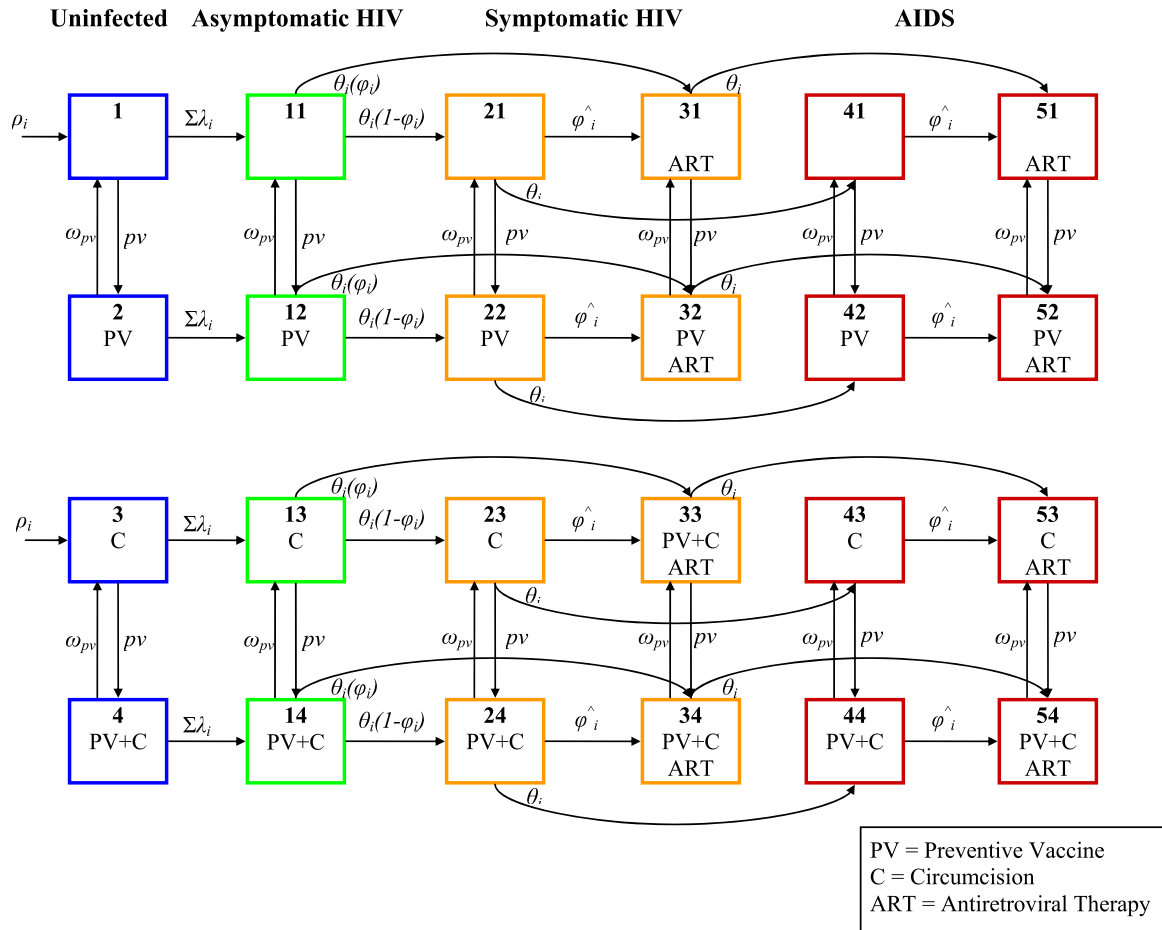 Uninfected Asymptomatic HIV Symptomatic HIV AIDS
θi(φi) θi
1 11 21 31 41 51
ρi Σλi θi(1-φi) φ^i φ^i
ART ART
θi
ωpv pv ωpv pv ωpv pv ωpv pv ωpv pv ωpv pv
θi(φi) θi
2 12 22 32 42 52
PV Σλi PV θi(1-φi) PV φ^i PV PV φ^i PV
ART ART
θi
θi(φi) θi
3 13 23 33 43 53
ρi C Σλi C θi(1-φi) C φ^i PV+C C φ^i C
ART ART
θi
ωpv pv ωpv pv ωpv pv ωpv pv ωpv pv ωpv pv
θi(φi) θi
4 14 24 34 44 54
PV+C Σλi PV+C θi(1-φi) PV+C φ^i PV+C PV+C φ^i PV+C
ART ART
θi
PV = Preventive Vaccine
C = Circumcision
ART = Antiretroviral Therapy